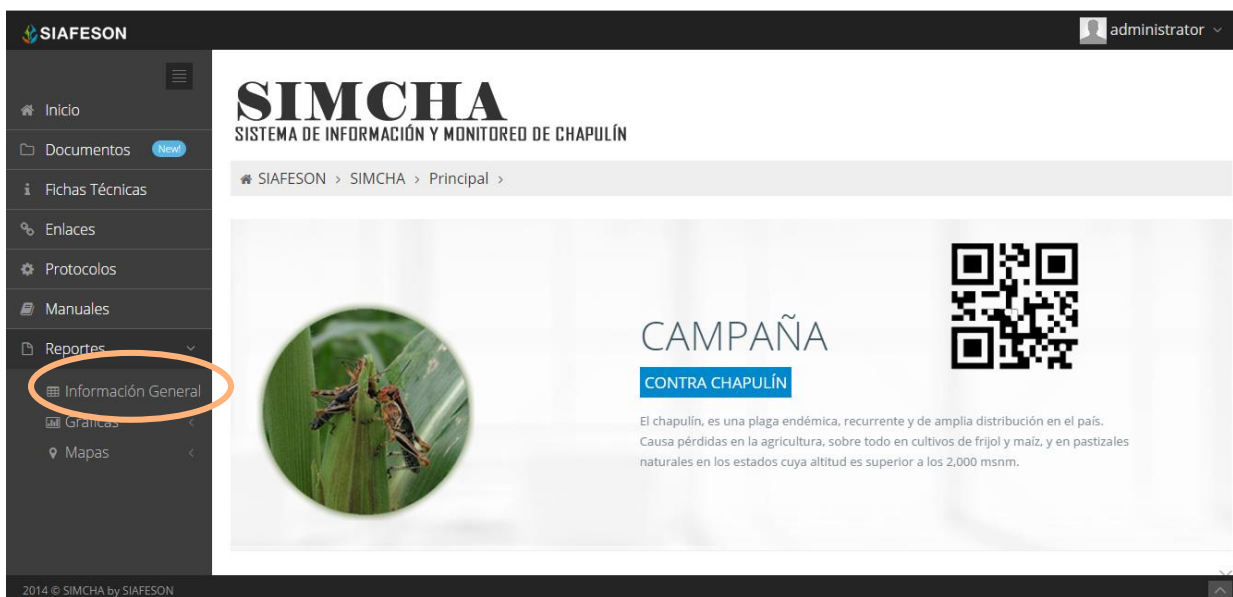 SIAFESON
administrator
Inicio
Documentos New!
Fichas Técnicas
Enlaces
Protocolos
Manuales
Reportes
Información General
Gráficas
Mapas
SIMCHA
SISTEMA DE INFORMACIÓN Y MONITOREO DE CHAPULÍN
SIAFESON > SIMCHA > Principal >
CAMPAÑA
CONTRA CHAPULÍN
El chapulín, es una plaga endémica, recurrente y de amplia distribución en el país.
Causa pérdidas en la agricultura, sobre todo en cultivos de frijol y maíz, y en pastizales
naturales en los estados cuya altitud es superior a los 2,000 msnm.
2014 © SIMCHA by SIAFESON